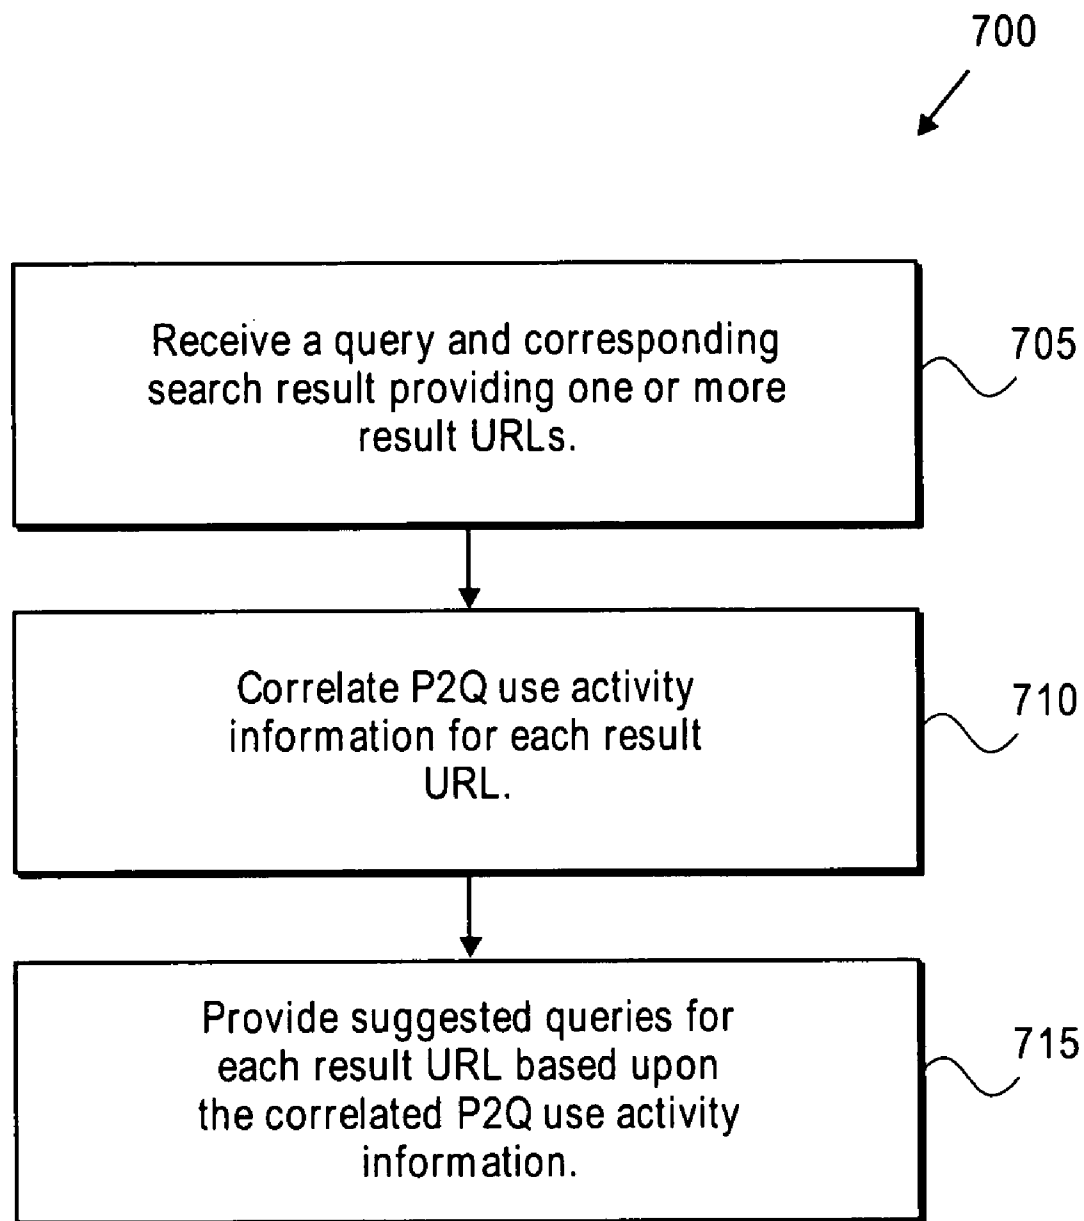 700
Receive a query and corresponding
search result providing one or more
result URLs.
705
Correlate P2Q use activity
information for each result
URL.
710
Provide suggested queries for
each result URL based upon
the correlated P2Q use activity
information.
715